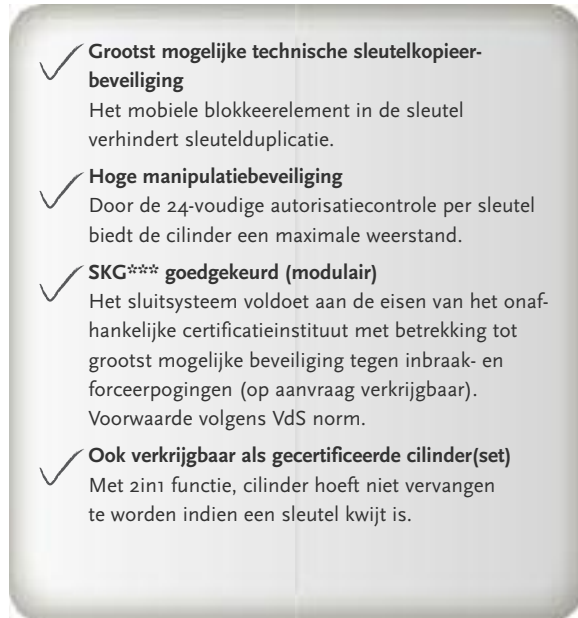 Grootst mogelijke technische sleutelkopieer-
beveiliging
Het mobiele blokkeerelement in de sleutel
verhindert sleutelduplicatie.
Hoge manipulatiebeveiliging
Door de 24-voudige autorisatiecontrole per sleutel
biedt de cilinder een maximale weerstand.
SKG*** goedgekeurd (modulair)
Het sluitsysteem voldoet aan de eisen van het onaf-
hankelijke certificatieinstituut met betrekking tot
grootst mogelijke beveiliging tegen inbraak- en
forceerpogingen (op aanvraag verkrijgbaar).
Voorwaarde volgens VdS norm.
Ook verkrijgbaar als gecertificeerde cilinder(set)
Met 2in1 functie, cilinder hoeft niet vervangen
te worden indien een sleutel kwijt is.